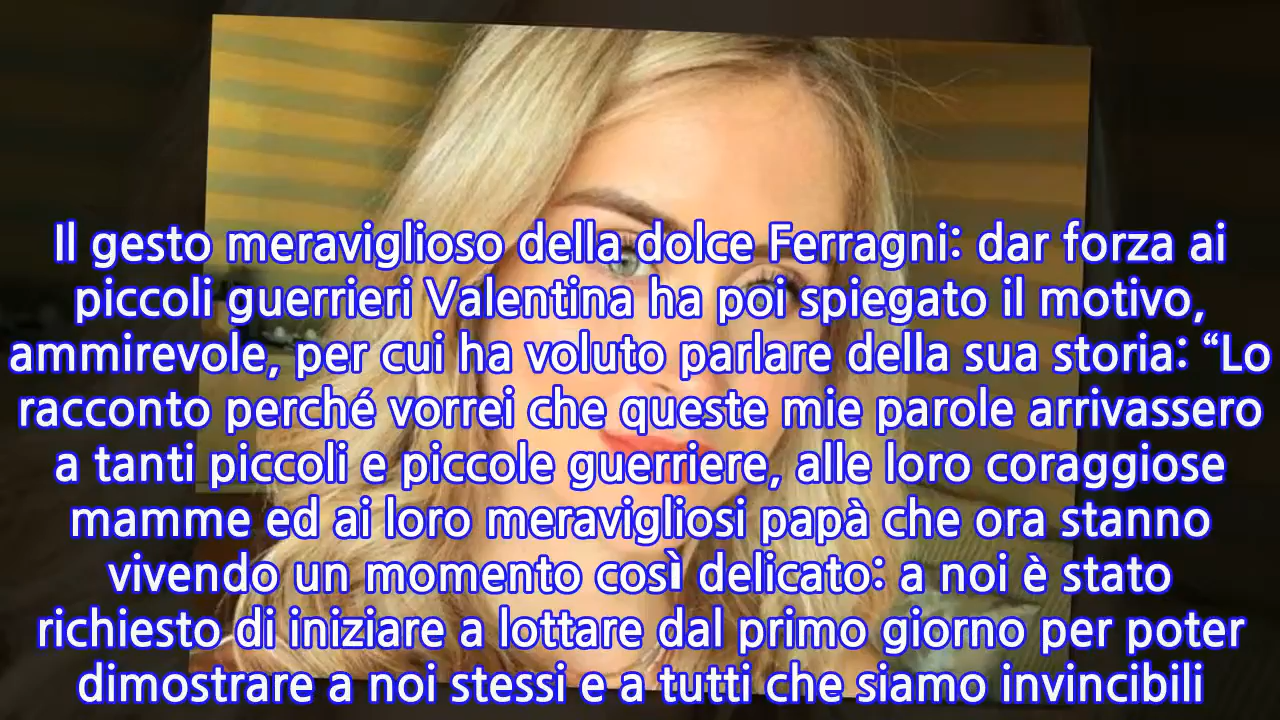 Il gesto meraviglioso della dolce Ferragni: dar forza ai
piccoli guerrieri Valentina ha poi spiegato il motivo,
ammirevole, per cui ha voluto parlare della sua storia: “Lo
racconto perché vorrei che queste mie parole arrivassero
a tanti piccoli e piccole guerriere, alle loro coraggiose
mamme ed ai loro meravigliosi papà che ora stanno
vivendo un momento così delicato: a noi è stato
richiesto di iniziare a lottare dal primo giorno per poter
dimostrare a noi stessi e a tutti che siamo invincibili